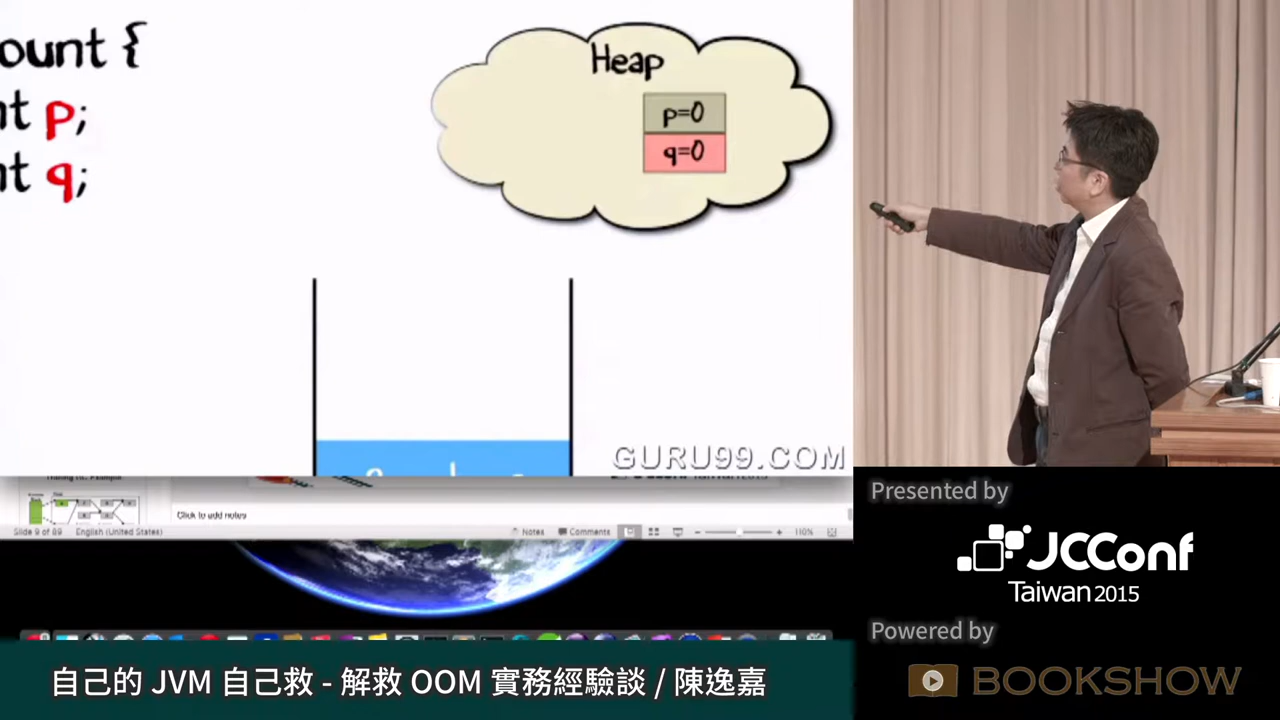 ount {
nt p;
nt q;
Heap
p=0
q=0
GURU99.COM
Click to add notes
Slide 9 of 89 English (United States)
Notes Comments 110%
自己的 JVM 自己救 - 解救 OOM 實務經驗談 / 陳逸嘉
Presented by
JCConf
Taiwan 2015
Powered by
BOOKSHOW